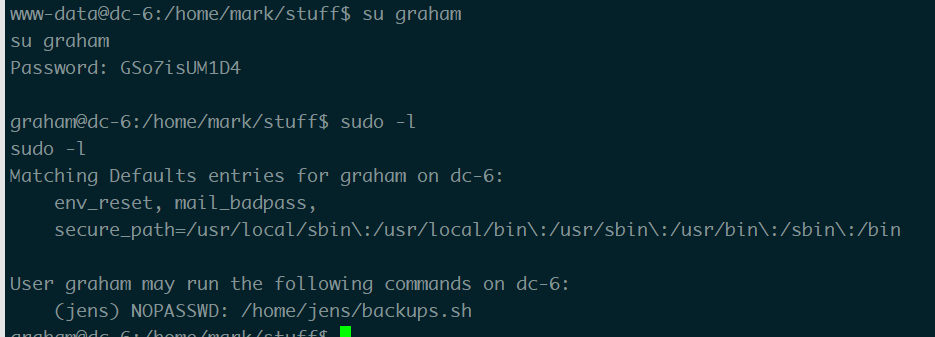 www-data@dc-6:/home/mark/stuff$ su graham
su graham
Password: GSo7isUM1D4

graham@dc-6:/home/mark/stuff$ sudo -l
sudo -l
Matching Defaults entries for graham on dc-6:
    env_reset, mail_badpass,
    secure_path=/usr/local/sbin\:/usr/local/bin\:/usr/sbin\:/usr/bin\:/sbin\:/bin

User graham may run the following commands on dc-6:
    (jens) NOPASSWD: /home/jens/backups.sh
graham@dc-6:/home/mark/stuff$